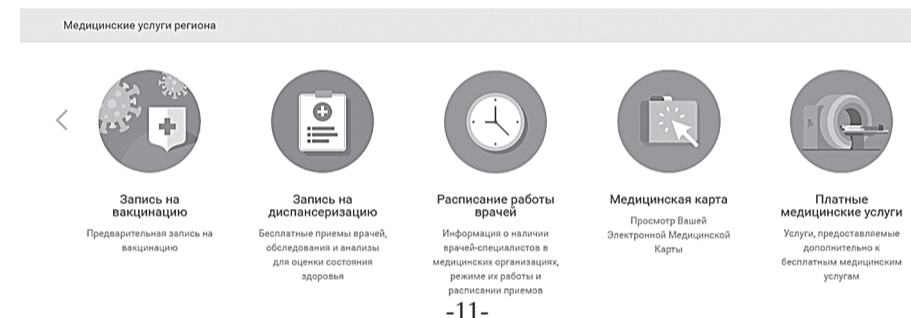 Медицинские услуги региона
Запись на
вакцинацию
Предварительная запись на
вакцинацию
Запись на
диспансеризацию
Бесплатные приемы врачей,
обследования и анализы
для оценки состояния
здоровья
Расписание работы
врачей
Информация о наличии
врачей-специалистов в
медицинских организациях,
режиме их работы и
расписании приемов
Медицинская карта
Просмотр Вашей
Электронной Медицинской
Карты
Платные
медицинские услуги
Услуги, предоставляемые
дополнительно к
бесплатным медицинским
услугам
-11-